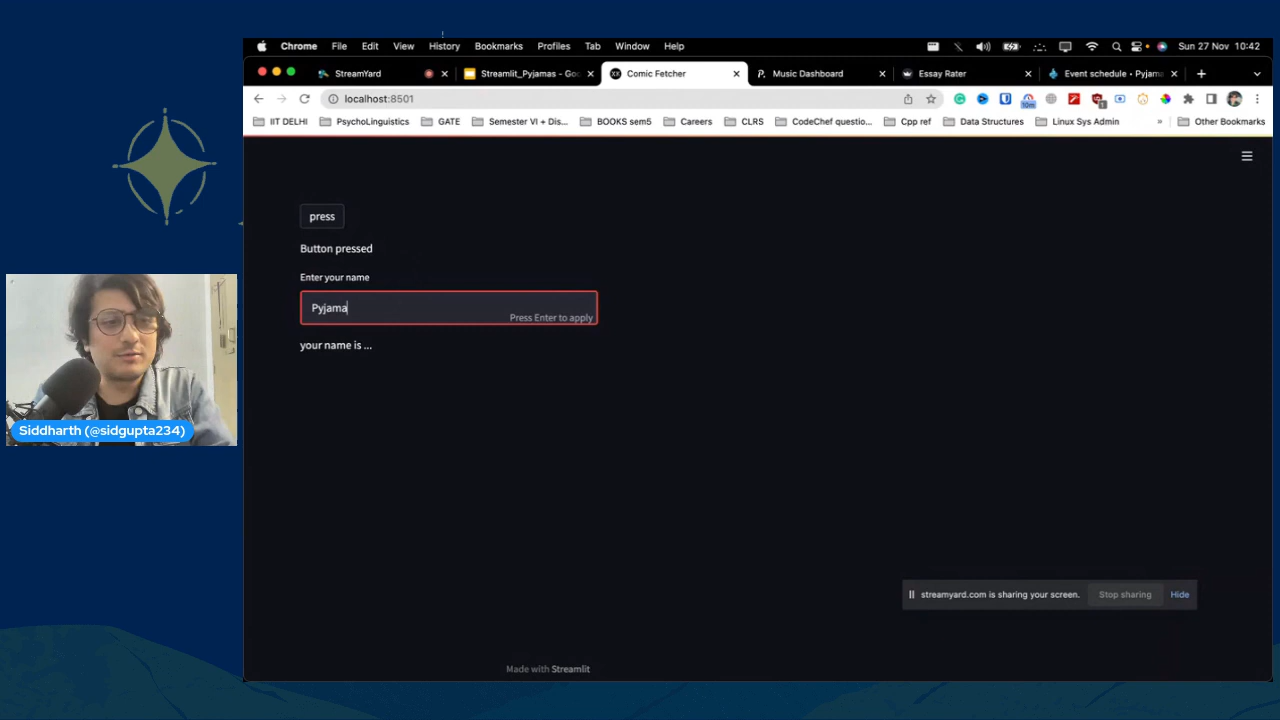 Chrome File Edit View History Bookmarks Profiles Tab Window Help Sun 27 Nov 10:42
StreamYard Streamlit_Pyjamas - Goo Comic Fetcher Music Dashboard Essay Rater Event schedule • Pyjama
localhost:8501 10m
IIT DELHI PsychoLinguistics GATE Semester VI + Dis... BOOKS sem5 Careers CLRS CodeChef questio... Cpp ref Data Structures Linux Sys Admin » Other Bookmarks
press
Button pressed
Enter your name
Pyjama
Press Enter to apply
your name is ...
Siddharth (@sidgupta234)
streamyard.com is sharing your screen. Stop sharing Hide
Made with Streamlit